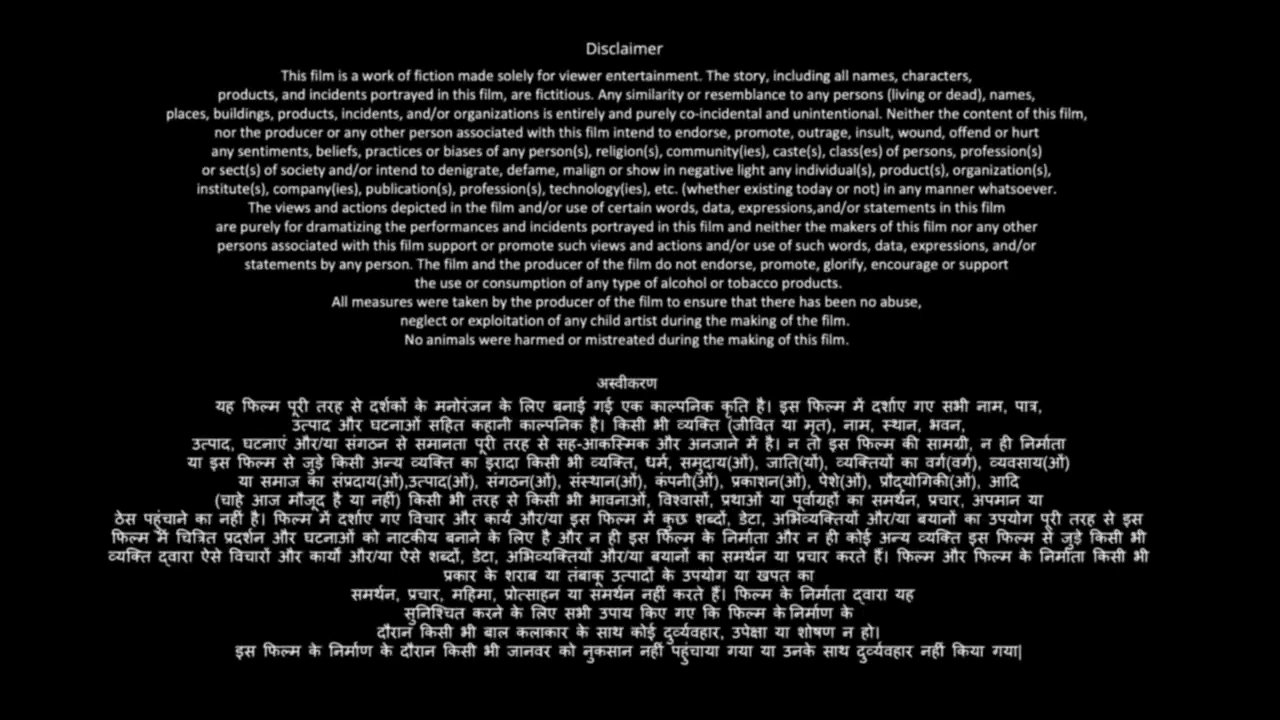 Disclaimer
This film is a work of fiction made solely for viewer entertainment. The story, including all names, characters,
products, and incidents portrayed in this film, are fictitious. Any similarity or resemblance to any persons (living or dead), names,
places, buildings, products, incidents, and/or organizations is entirely and purely co-incidental and unintentional. Neither the content of this film,
nor the producer or any other person associated with this film intend to endorse, promote, outrage, insult, wound, offend or hurt
any sentiments, beliefs, practices or biases of any person(s), religion(s), community(ies), caste(s), class(es) of persons, profession(s)
or sect(s) of society and/or intend to denigrate, defame, malign or show in negative light any individual(s), product(s), organization(s),
institute(s), company(ies), publication(s), profession(s), technology(ies), etc. (whether existing today or not) in any manner whatsoever.
The views and actions depicted in the film and/or use of certain words, data, expressions,and/or statements in this film
are purely for dramatizing the performances and incidents portrayed in this film and neither the makers of this film nor any other
persons associated with this film support or promote such views and actions and/or use of such words, data, expressions, and/or
statements by any person. The film and the producer of the film do not endorse, promote, glorify, encourage or support
the use or consumption of any type of alcohol or tobacco products.
All measures were taken by the producer of the film to ensure that there has been no abuse,
neglect or exploitation of any child artist during the making of the film.
No animals were harmed or mistreated during the making of this film.
अस्वीकरण
यह फिल्म पूरी तरह से दर्शकों के मनोरंजन के लिए बनाई गई एक काल्पनिक कृति है। इस फिल्म में दर्शाए गए सभी नाम, पात्र,
उत्पाद और घटनाओं सहित कहानी काल्पनिक है। किसी भी व्यक्ति (जीवित या मृत), नाम, स्थान, भवन,
उत्पाद, घटनाएं और/या संगठन से समानता पूरी तरह से सह-आकस्मिक और अनजाने में है। न तो इस फिल्म की सामग्री, न ही निर्माता
या इस फिल्म से जुड़े किसी अन्य व्यक्ति का इरादा किसी भी व्यक्ति, धर्म, समुदाय(ओं), जाति(यों), व्यक्तियों का वर्ग(वर्ग), व्यवसाय(ओं)
या समाज का संप्रदाय(ओं),उत्पाद(ओं), संगठन(ओं), संस्थान(ओं), कंपनी(ओं), प्रकाशन(ओं), पेशे(ओं), प्रौद्योगिकी(ओं), आदि
(चाहे आज मौजूद है या नहीं) किसी भी तरह से किसी भी भावनाओं, विश्वासों, प्रथाओं या पूर्वाग्रहों का समर्थन, प्रचार, अपमान या
ठेस पहुंचाने का नहीं है। फिल्म में दर्शाए गए विचार और कार्य और/या इस फिल्म में कुछ शब्दों, डेटा, अभिव्यक्तियों और/या बयानों का उपयोग पूरी तरह से इस
फिल्म में चित्रित प्रदर्शन और घटनाओं को नाटकीय बनाने के लिए है और न ही इस फिल्म के निर्माता और न ही कोई अन्य व्यक्ति इस फिल्म से जुड़े किसी भी
व्यक्ति द्वारा ऐसे विचारों और कार्यों और/या ऐसे शब्दों, डेटा, अभिव्यक्तियों और/या बयानों का समर्थन या प्रचार करते हैं। फिल्म और फिल्म के निर्माता किसी भी
प्रकार के शराब या तंबाकू उत्पादों के उपयोग या खपत का
समर्थन, प्रचार, महिमा, प्रोत्साहन या समर्थन नहीं करते हैं। फिल्म के निर्माता द्वारा यह
सुनिश्चित करने के लिए सभी उपाय किए गए कि फिल्म के निर्माण के
दौरान किसी भी बाल कलाकार के साथ कोई दुर्व्यवहार, उपेक्षा या शोषण न हो।
इस फिल्म के निर्माण के दौरान किसी भी जानवर को नुकसान नहीं पहुंचाया गया या उनके साथ दुर्व्यवहार नहीं किया गया|